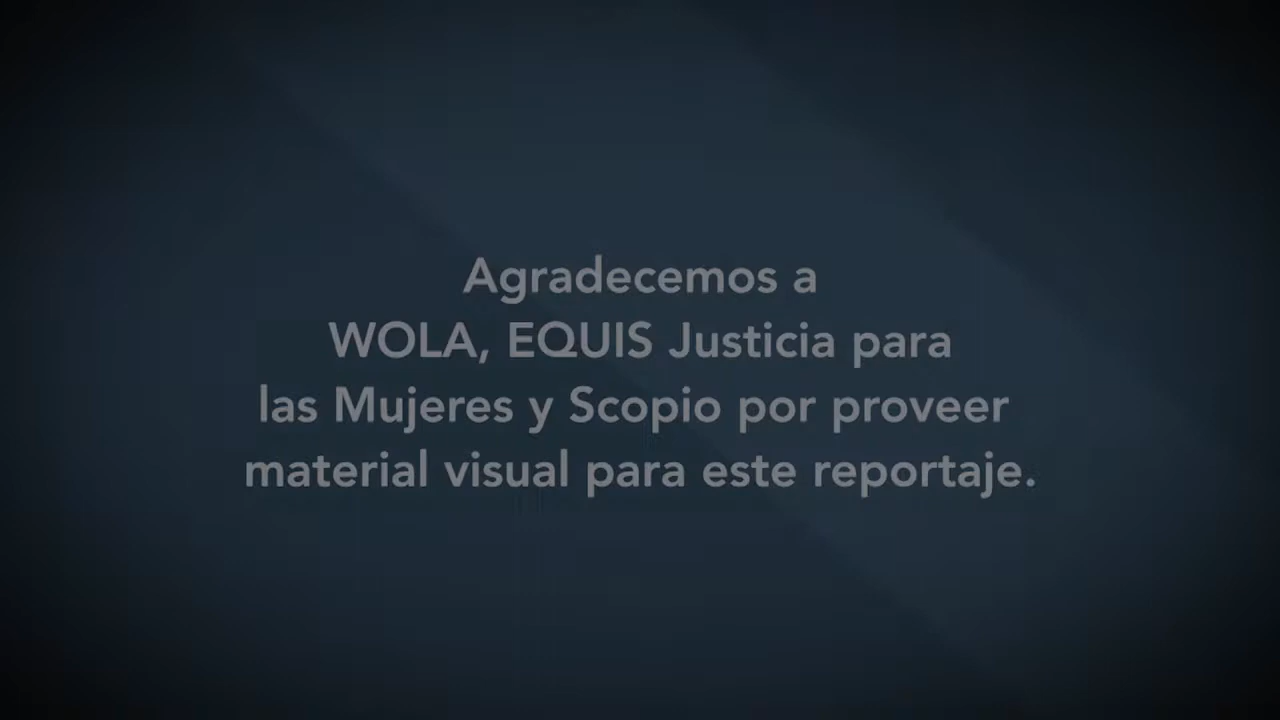 Agradecemos a
WOLA, EQUIS Justicia para
las Mujeres y Scopio por proveer
material visual para este reportaje.